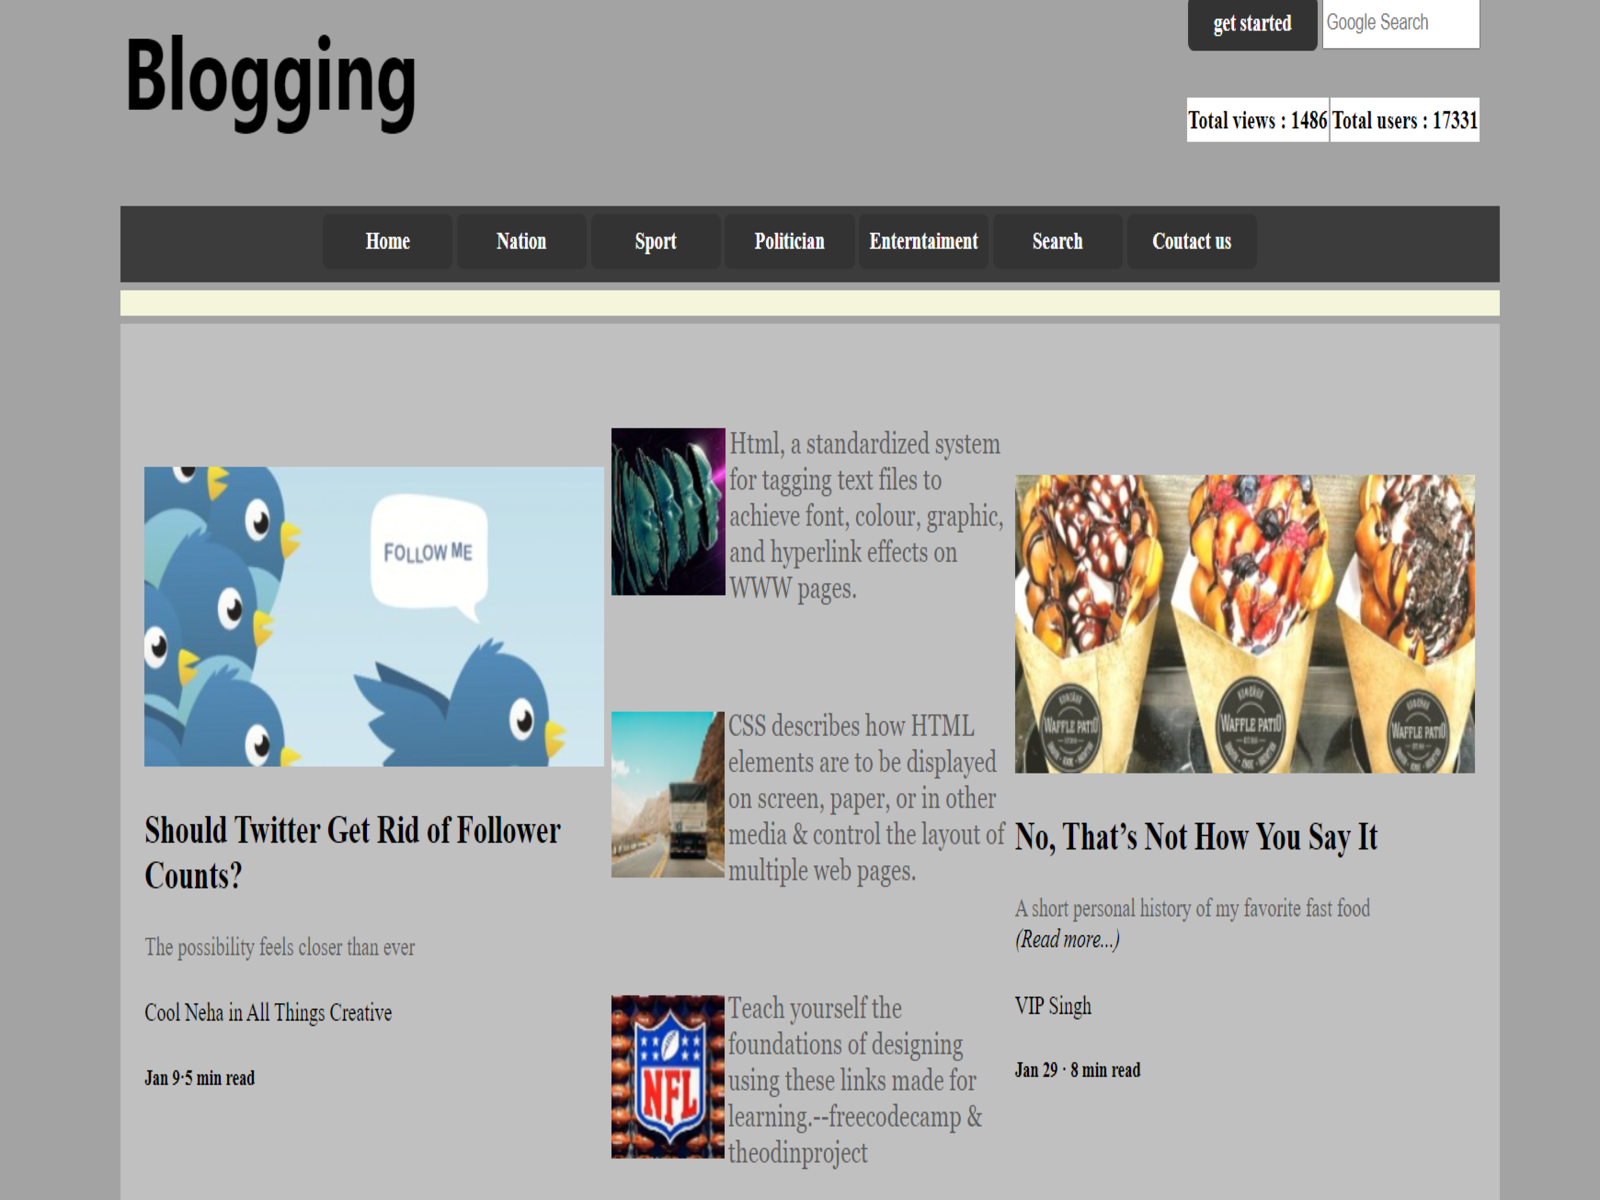 Blogging
get started
Google Search
Total views : 1486
Total users : 17331
Home
Nation
Sport
Politician
Enterntaiment
Search
Coutact us
FOLLOW ME
Should Twitter Get Rid of Follower
Counts?
The possibility feels closer than ever
Cool Neha in All Things Creative
Jan 9·5 min read
Html, a standardized system
for tagging text files to
achieve font, colour, graphic,
and hyperlink effects on
WWW pages.
CSS describes how HTML
elements are to be displayed
on screen, paper, or in other
media & control the layout of
multiple web pages.
NFL
Teach yourself the
foundations of designing
using these links made for
learning.--freecodecamp &
theodinproject
WAFFLE PATIO
WAFFLE PATIO
WAFFLE PATIO
No, That’s Not How You Say It
A short personal history of my favorite fast food
(Read more...)
VIP Singh
Jan 29 · 8 min read